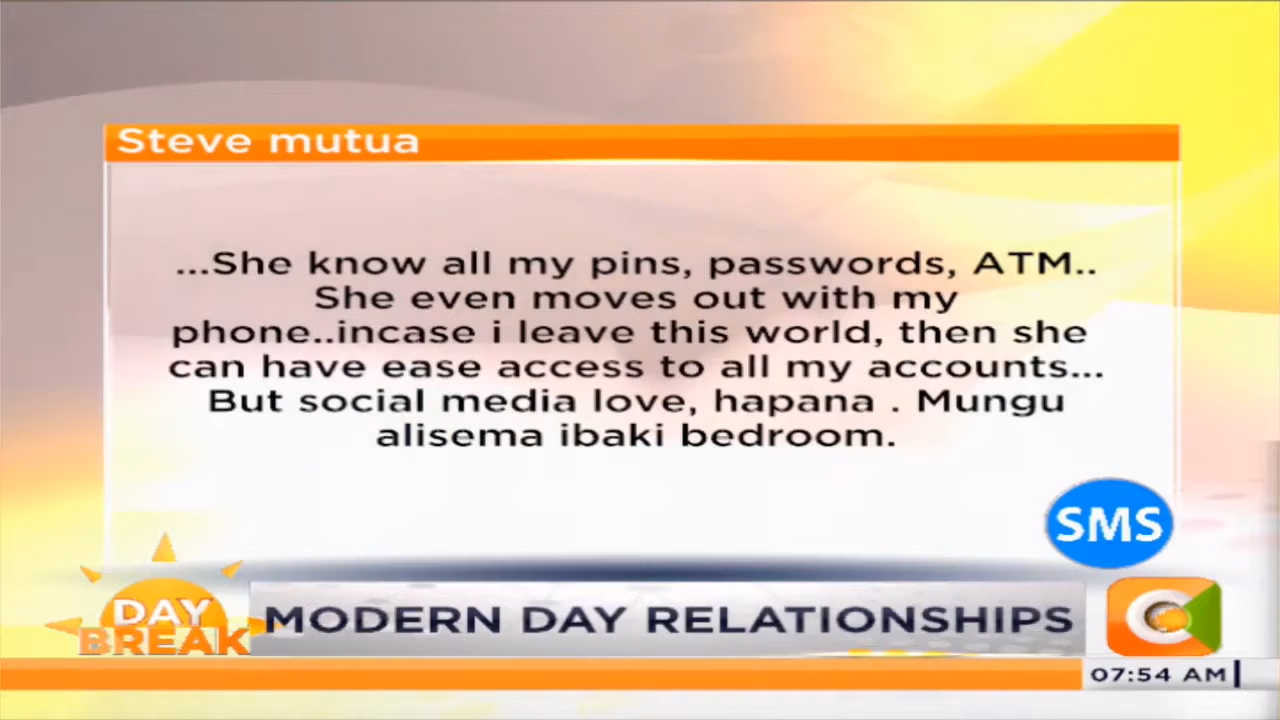 Steve mutua
...She know all my pins, passwords, ATM..
She even moves out with my
phone..incase i leave this world, then she
can have ease access to all my accounts...
But social media love, hapana . Mungu
alisema ibaki bedroom.
SMS
DAY
BREAK
MODERN DAY RELATIONSHIPS
07:54 AM